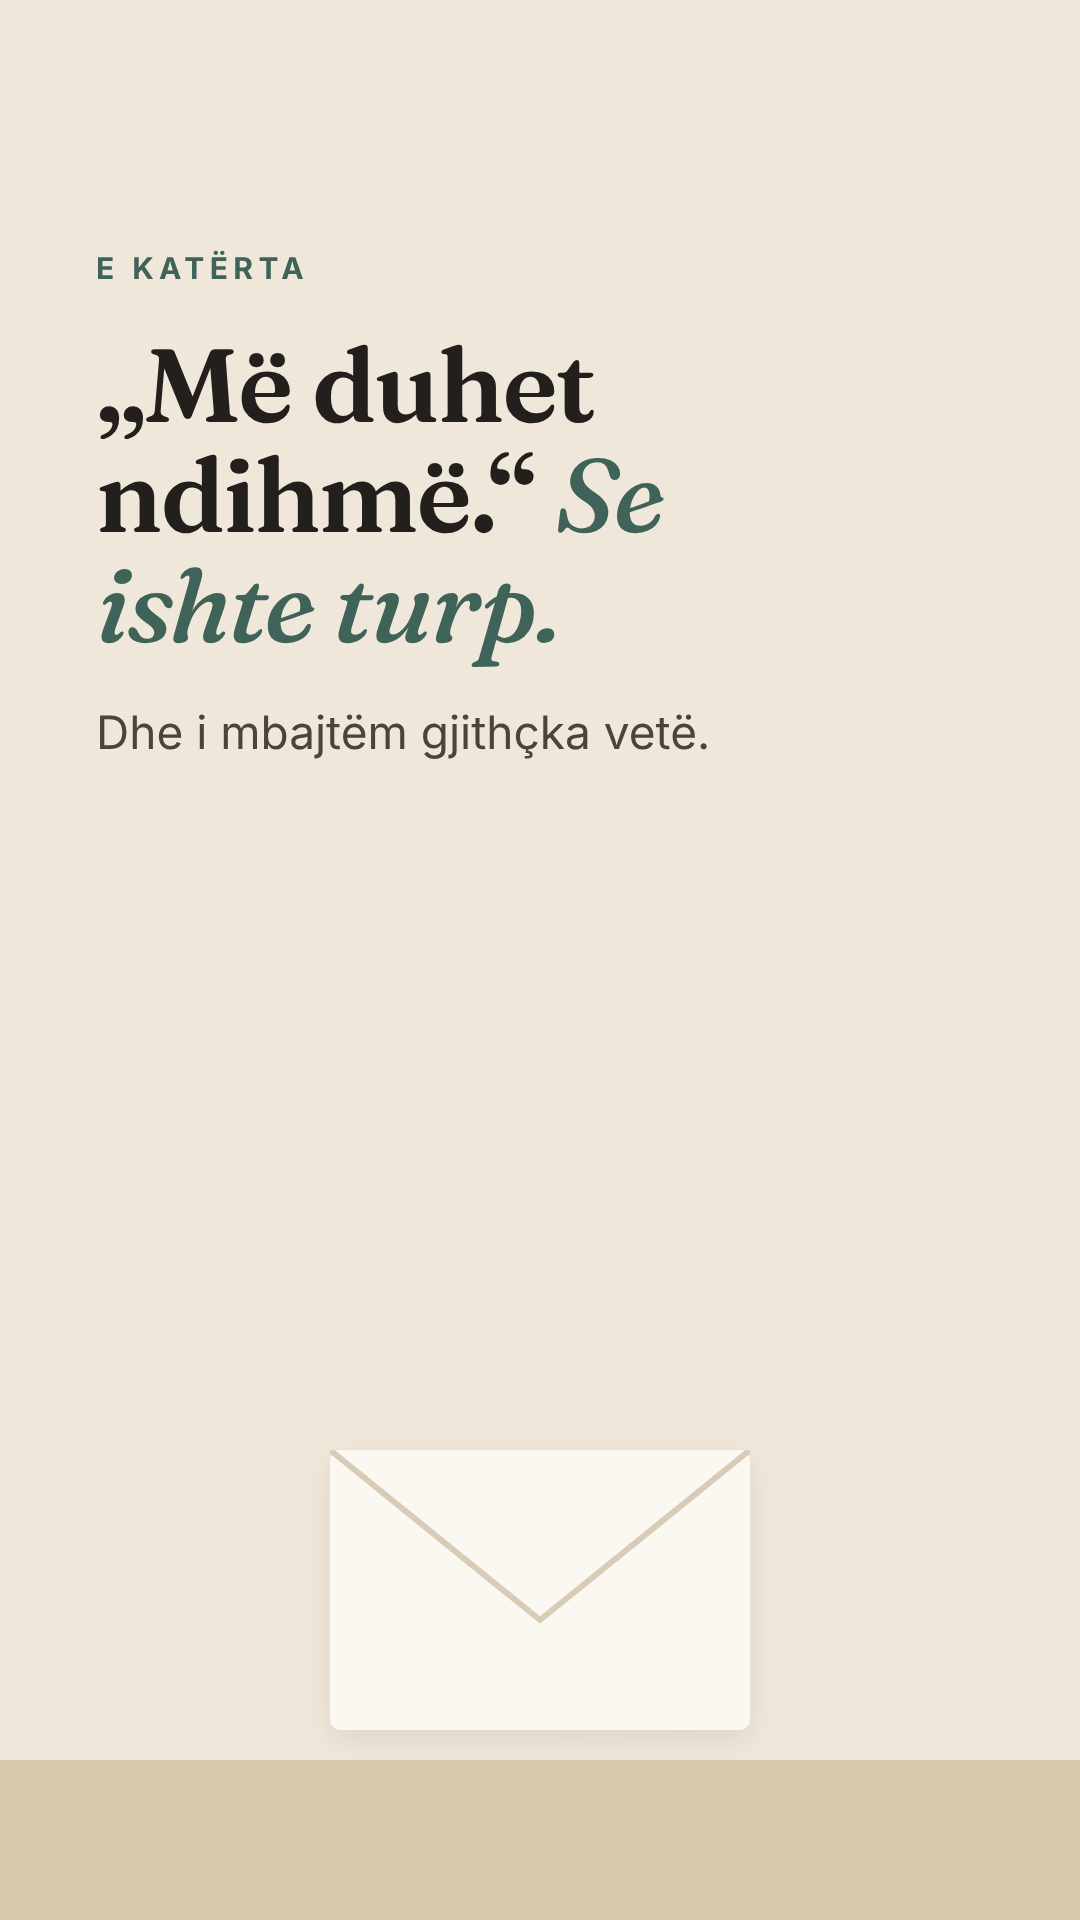 E KATËRTA
„Më duhet
ndihmë.“ Se
ishte turp.
Dhe i mbajtëm gjithçka vetë.